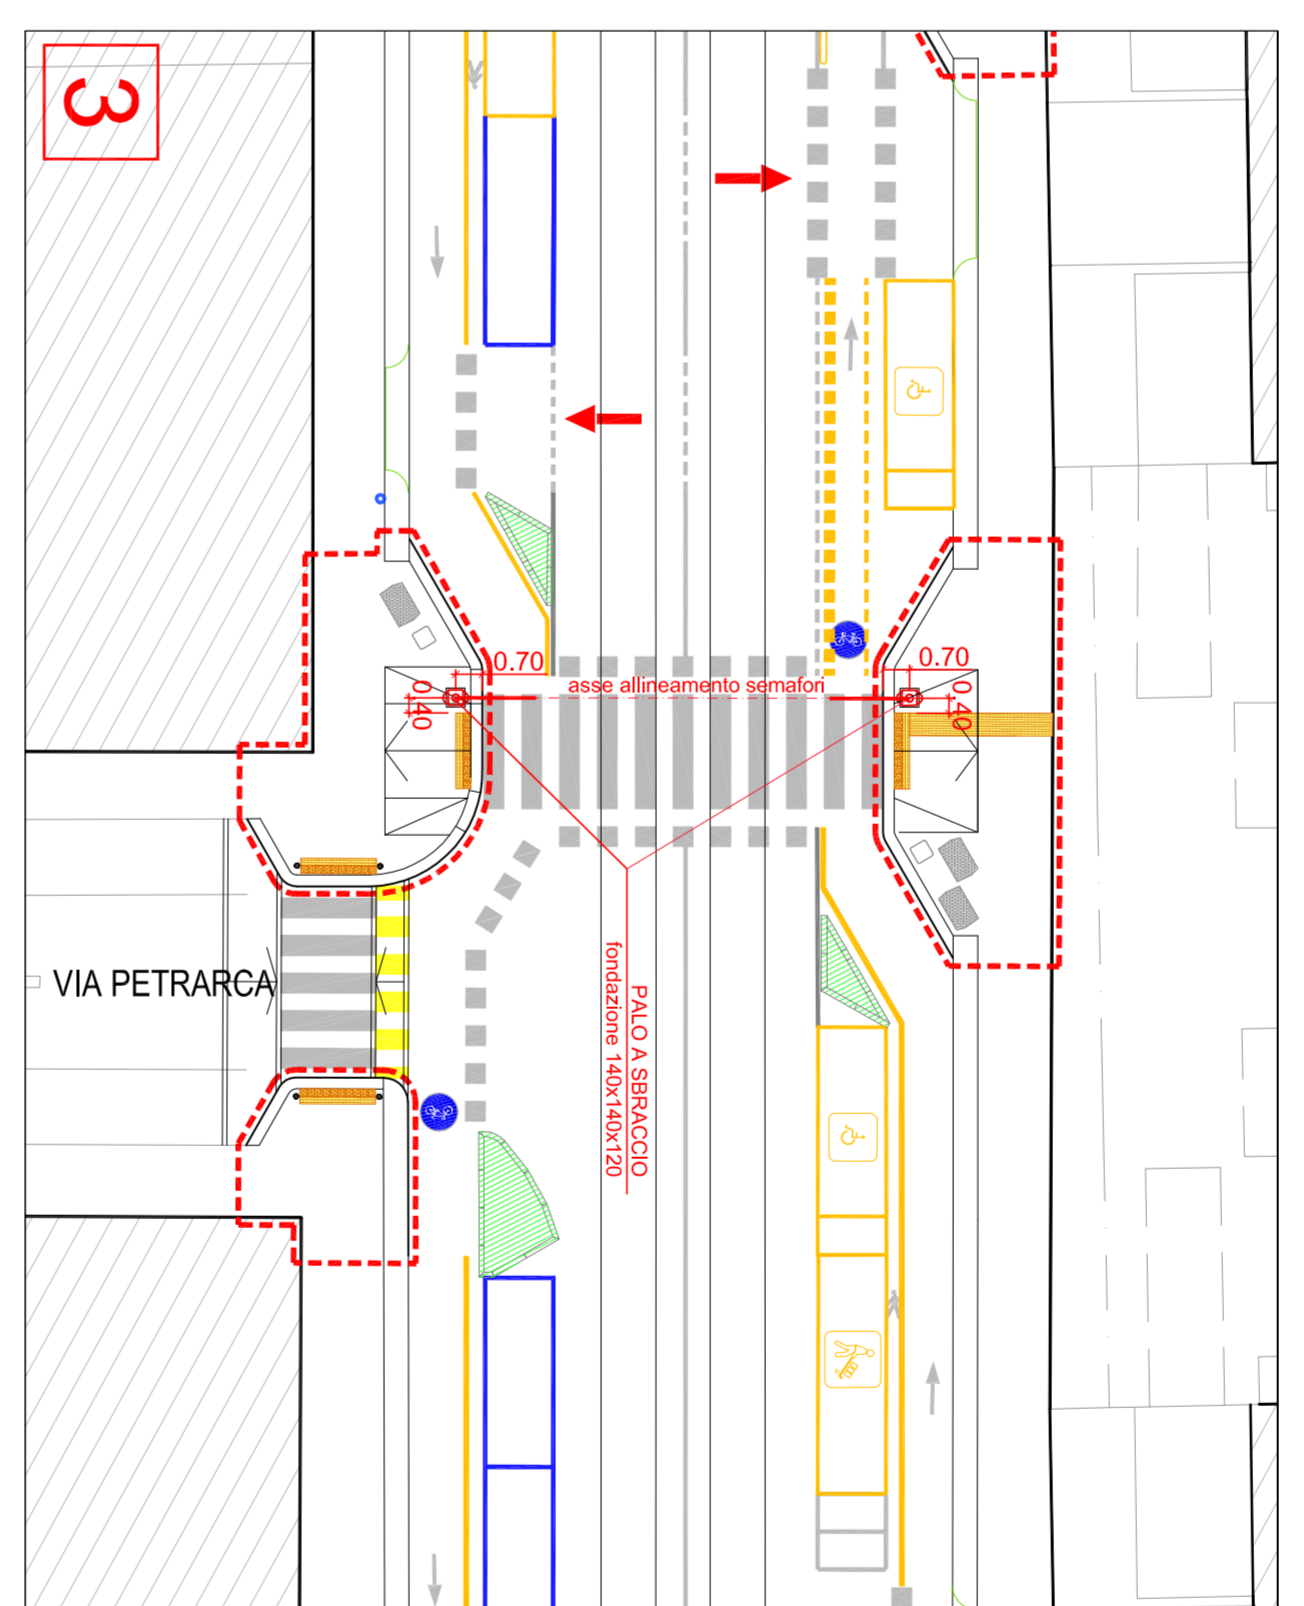 3
0.70
0.70
asse allineamento semafori
0.40
0.40
VIA PETRARCA
PALO A SBRACCIO
fondazione 140x140x120